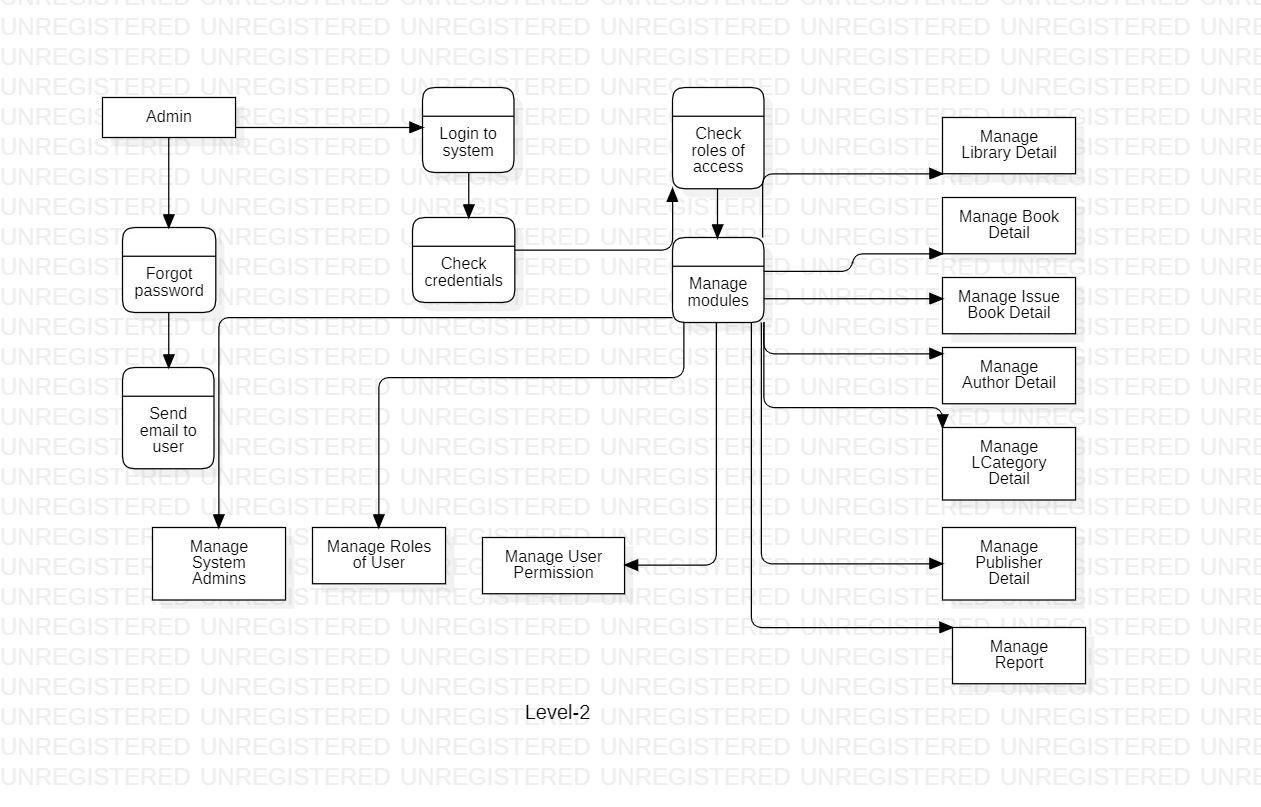 Admin
Login to
system
Check
roles of
access
Manage
Library Detail
Manage Book
Detail
Forgot
password
Check
credentials
Manage
modules
Manage Issue
Book Detail
Manage
Author Detail
Send
email to
user
Manage
LCategory
Detail
Manage
System
Admins
Manage Roles
of User
Manage User
Permission
Manage
Publisher
Detail
Manage
Report
Level-2
UNREGISTERED